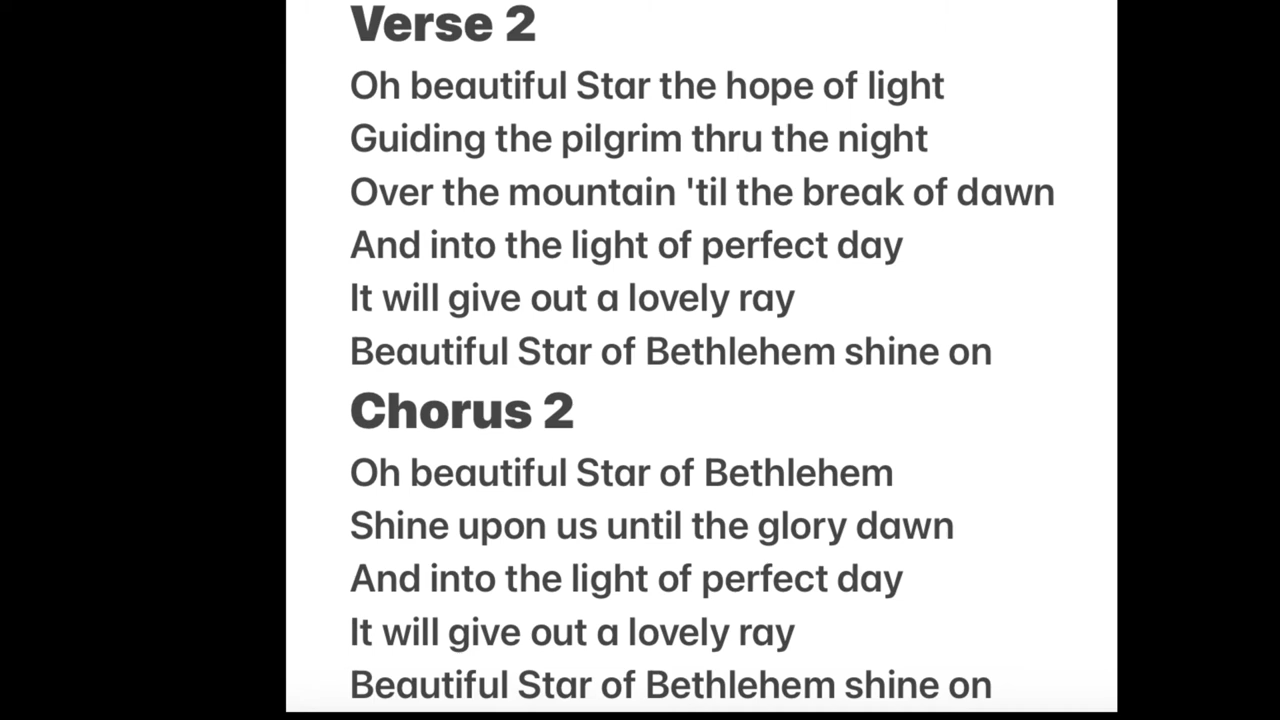 Verse 2
Oh beautiful Star the hope of light
Guiding the pilgrim thru the night
Over the mountain 'til the break of dawn
And into the light of perfect day
It will give out a lovely ray
Beautiful Star of Bethlehem shine on
Chorus 2
Oh beautiful Star of Bethlehem
Shine upon us until the glory dawn
And into the light of perfect day
It will give out a lovely ray
Beautiful Star of Bethlehem shine on